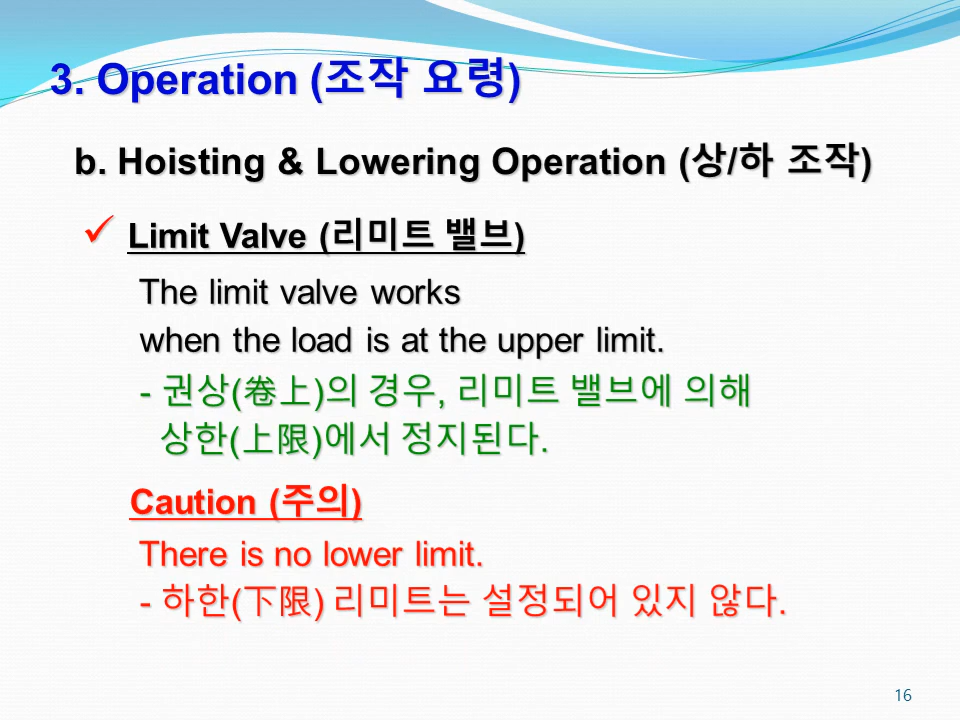 3. Operation (조작 요령)
b. Hoisting & Lowering Operation (상/하 조작)
✓ Limit Valve (리미트 밸브)
The limit valve works
when the load is at the upper limit.
- 권상(卷上)의 경우, 리미트 밸브에 의해
상한(上限)에서 정지된다.
Caution (주의)
There is no lower limit.
- 하한(下限) 리미트는 설정되어 있지 않다.
16